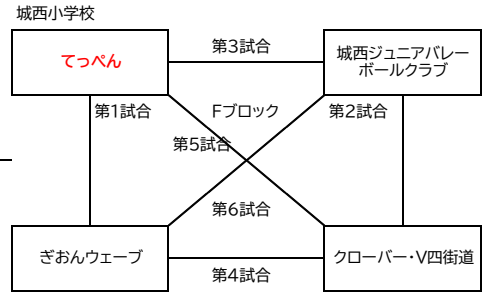 城西小学校
てっぺん
第3試合
城西ジュニアバレー
ボールクラブ
第1試合
Fブロック
第2試合
第5試合
第6試合
ぎおんウェーブ
クローバー・V四街道
第4試合